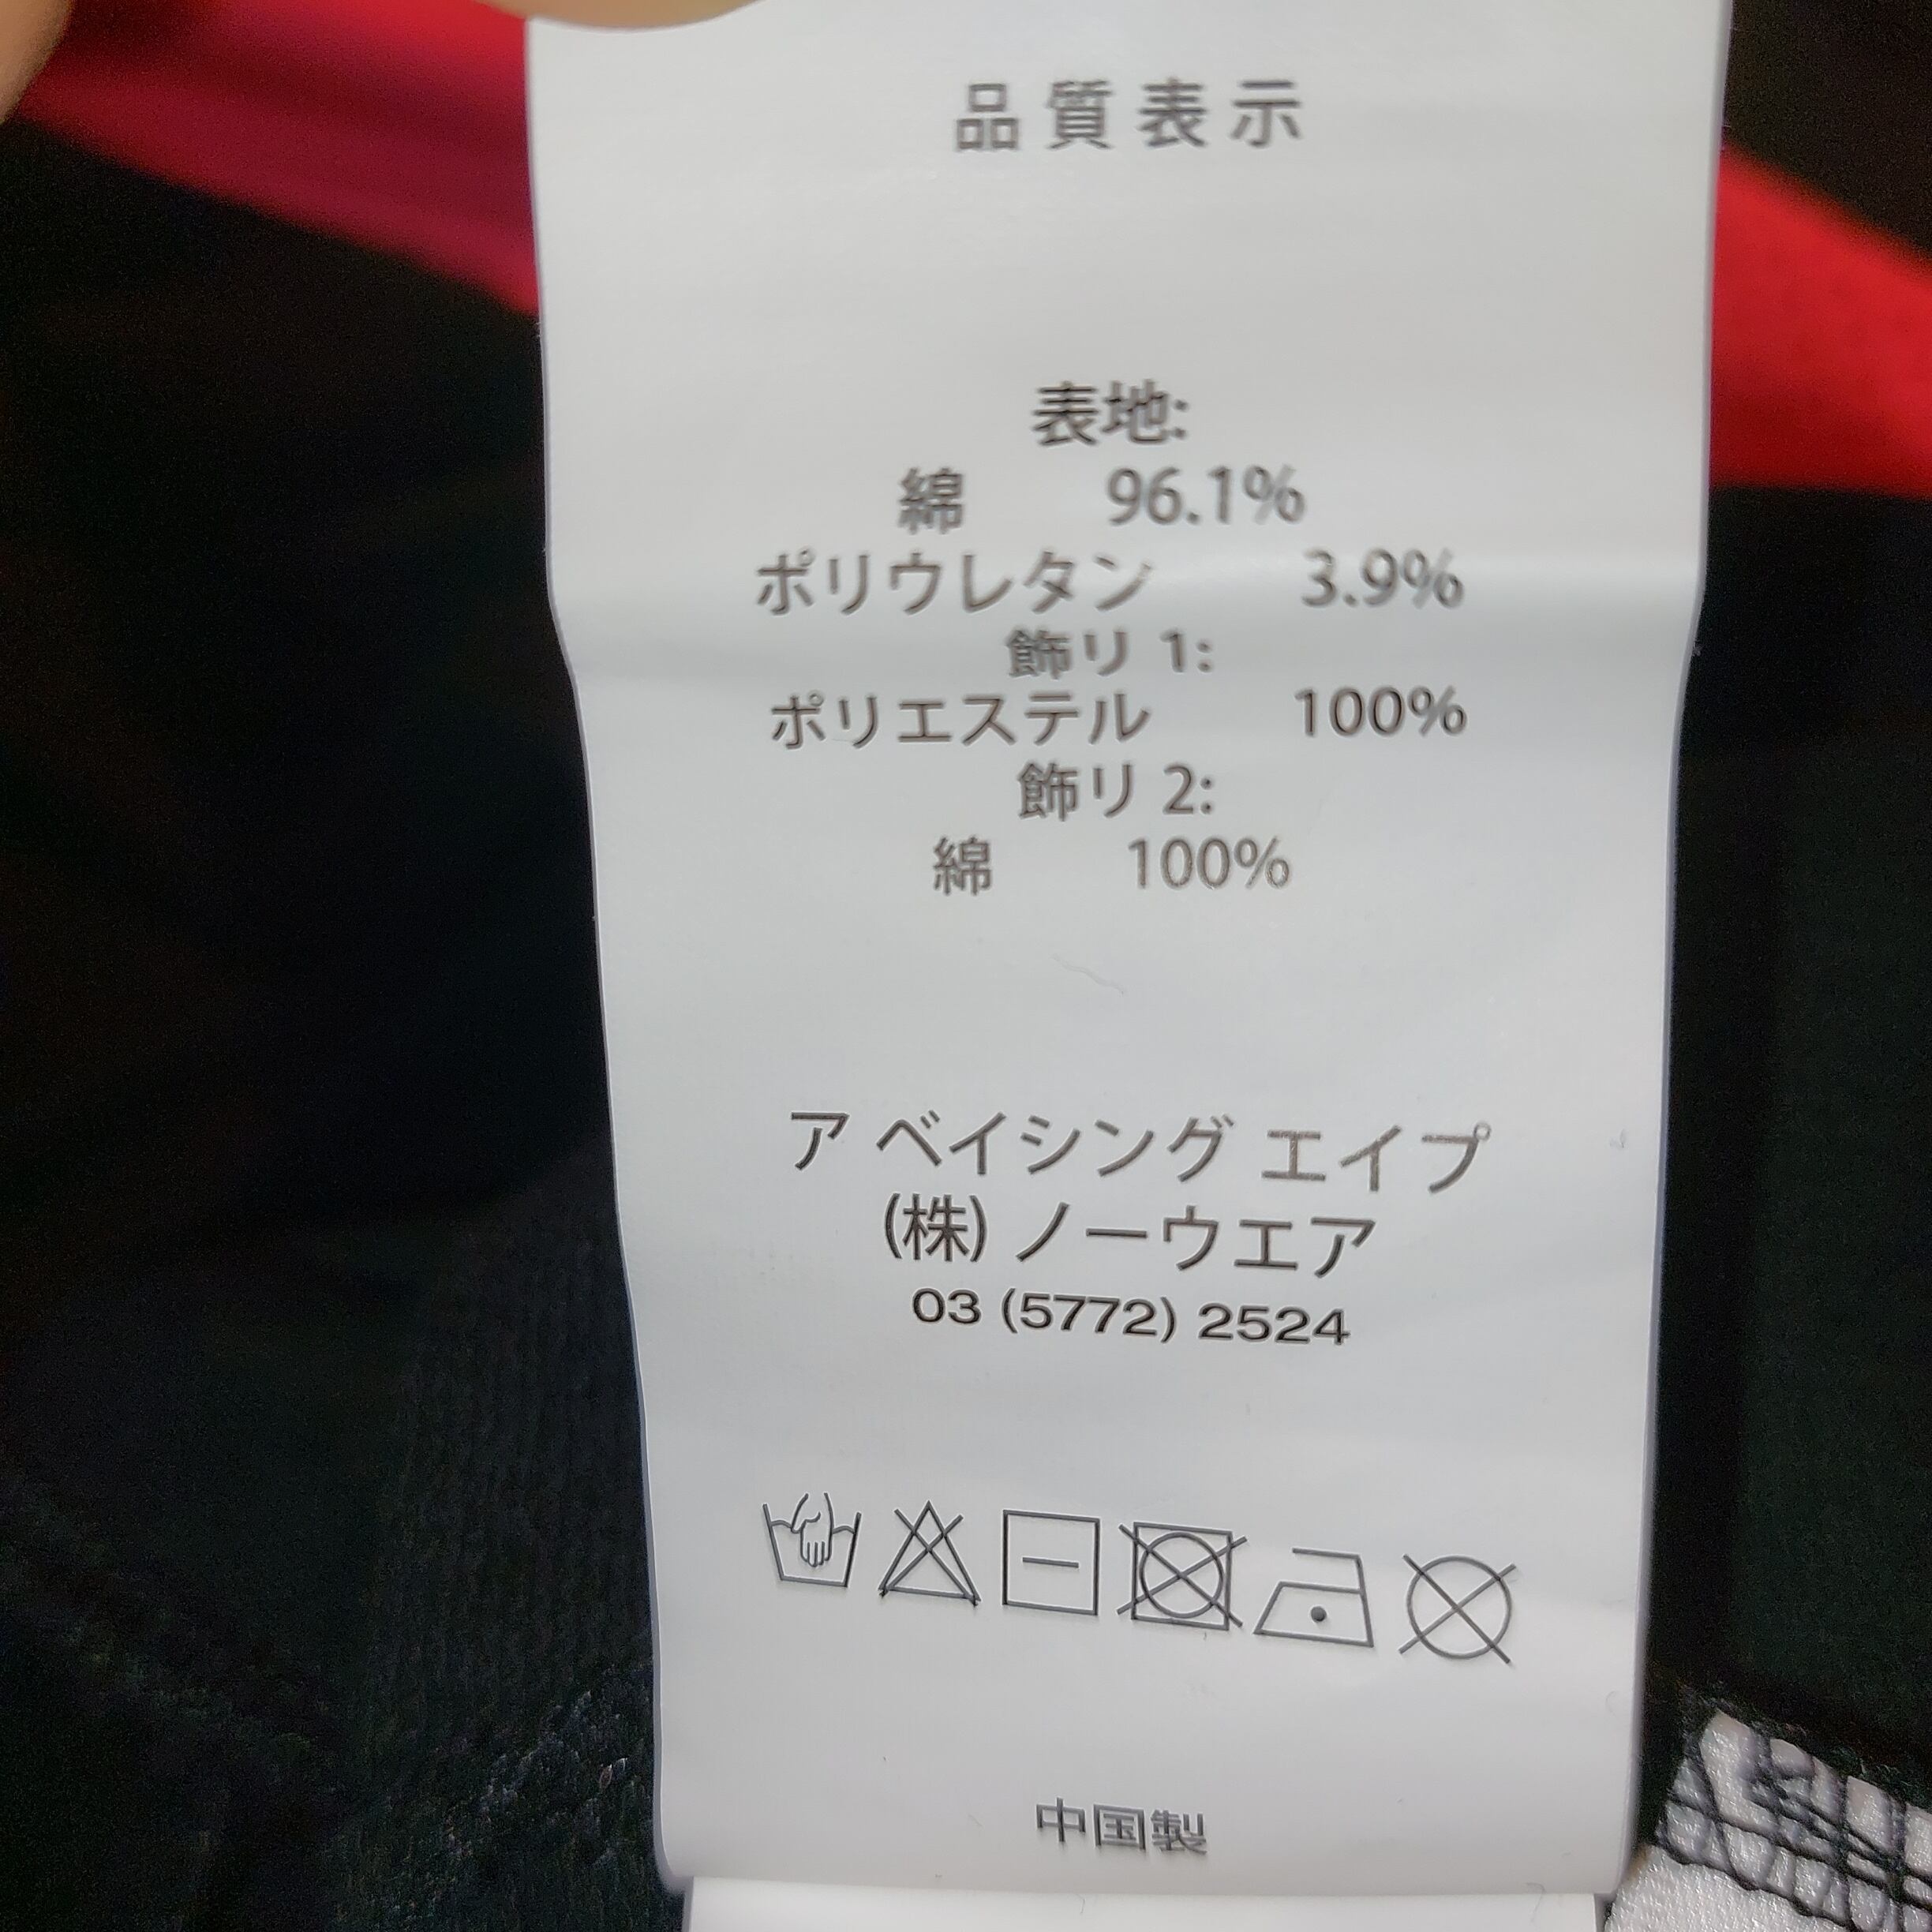 品質表示
表地:
綿 96.1%
ポリウレタン 3.9%
飾リ 1:
ポリエステル 100%
飾リ 2:
綿 100%
ア ベイシング エイプ
(株) ノーウエア
03 (5772) 2524
中国製